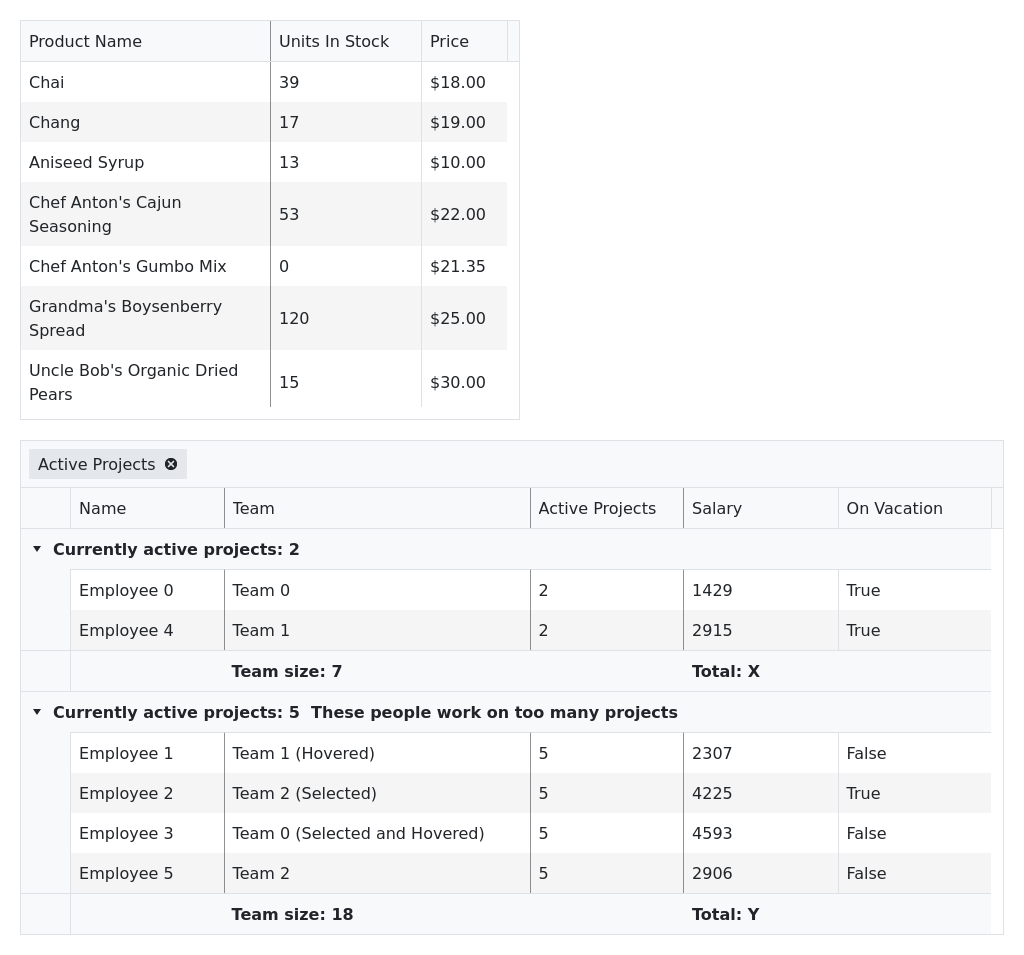 Product Name Units In Stock Price
Chai 39 $18.00
Chang 17 $19.00
Aniseed Syrup 13 $10.00
Chef Anton's Cajun
Seasoning 53 $22.00
Chef Anton's Gumbo Mix 0 $21.35
Grandma's Boysenberry
Spread 120 $25.00
Uncle Bob's Organic Dried
Pears 15 $30.00
Active Projects
Name Team Active Projects Salary On Vacation
Currently active projects: 2
Employee 0 Team 0 2 1429 True
Employee 4 Team 1 2 2915 True
Team size: 7 Total: X
Currently active projects: 5 These people work on too many projects
Employee 1 Team 1 (Hovered) 5 2307 False
Employee 2 Team 2 (Selected) 5 4225 True
Employee 3 Team 0 (Selected and Hovered) 5 4593 False
Employee 5 Team 2 5 2906 False
Team size: 18 Total: Y